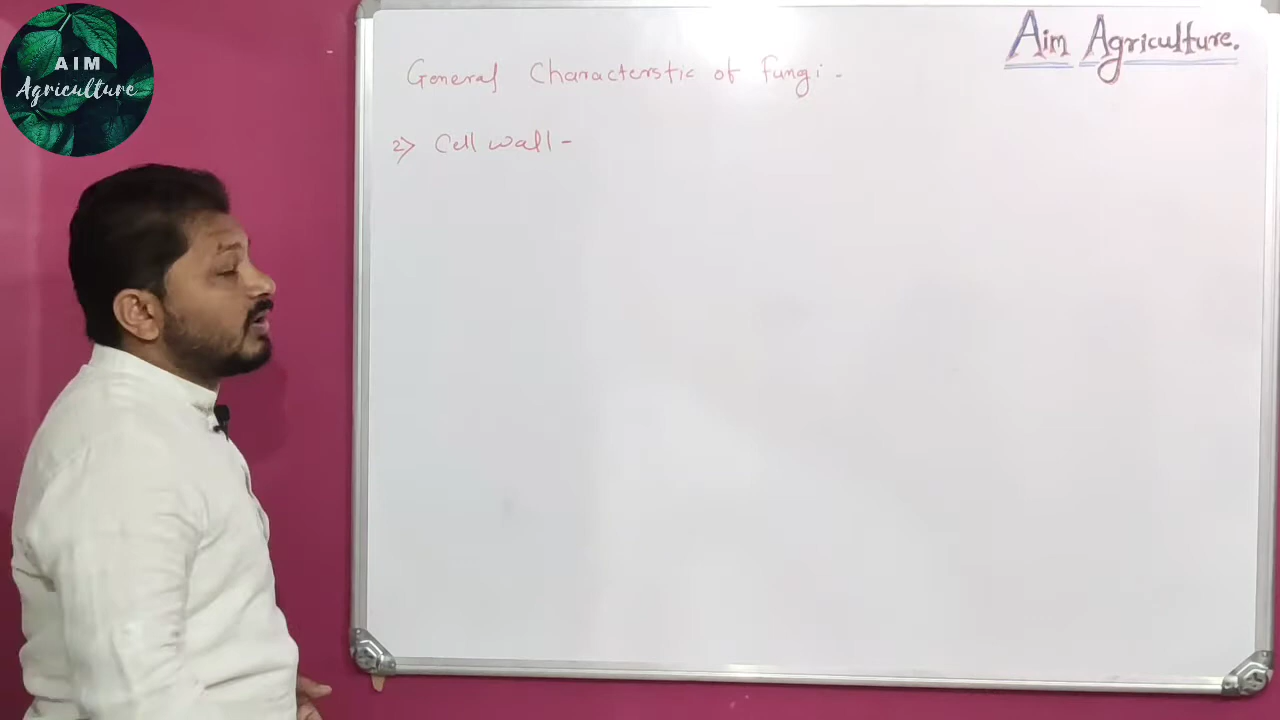 AIM
Agriculture
Aim Agriculture.
General Characterstic of fungi -
2> Cell wall -